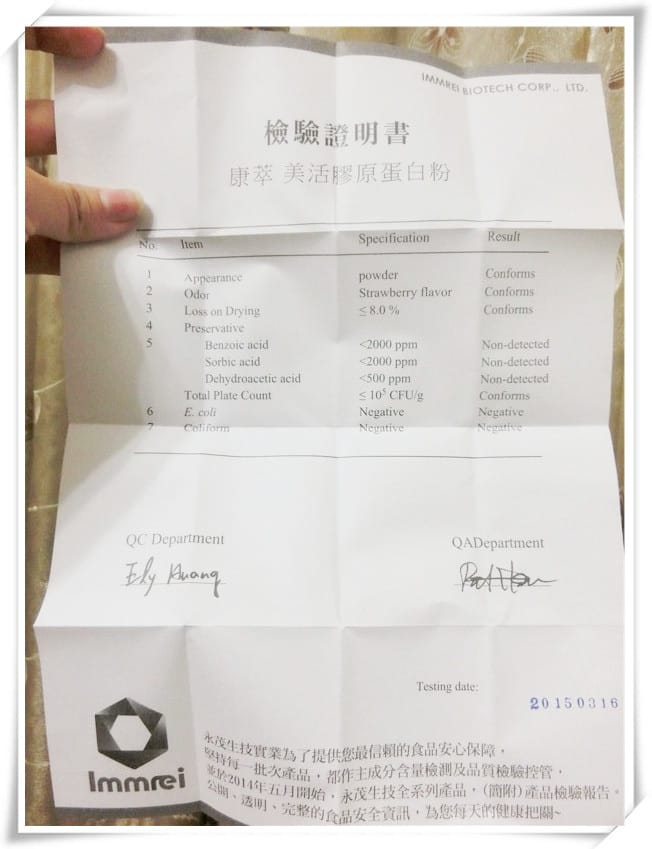 IMMREI BIOTECH CORP., LTD.
檢驗證明書
康萃 美活膠原蛋白粉
No. Item Specification Result
1 Appearance powder Conforms
2 Odor Strawberry flavor Conforms
3 Loss on Drying ≤ 8.0 % Conforms
4 Preservative
5 Benzoic acid <2000 ppm Non-detected
Sorbic acid <2000 ppm Non-detected
Dehydroacetic acid <500 ppm Non-detected
Total Plate Count ≤ 10⁵ CFU/g Conforms
6 E. coli Negative Negative
7 Coliform Negative Negative
QC Department QADepartment
Ely Huang
Testing date: 20150316
Immrei
永茂生技實業為了提供您最信賴的食品安心保障，
堅持每一批次產品，都作主成分含量檢測及品質檢驗控管，
並於2014年五月開始，永茂生技全系列產品，(簡附)產品檢驗報告。
公開、透明、完整的食品安全資訊，為您每天的健康把關~